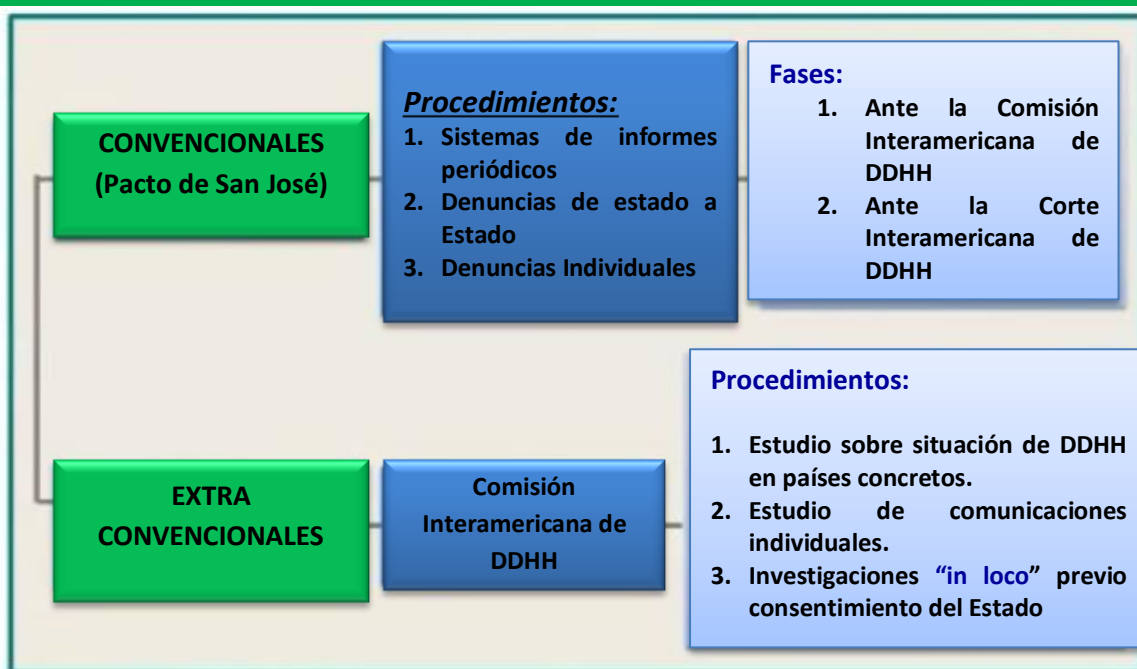 CONVENCIONALES
(Pacto de San José)
Procedimientos:
1. Sistemas de informes
periódicos
2. Denuncias de estado a
Estado
3. Denuncias Individuales
Fases:
1. Ante la Comisión
Interamericana de
DDHH
2. Ante la Corte
Interamericana de
DDHH
EXTRA
CONVENCIONALES
Comisión
Interamericana de
DDHH
Procedimientos:
1. Estudio sobre situación de DDHH
en países concretos.
2. Estudio de comunicaciones
individuales.
3. Investigaciones “in loco” previo
consentimiento del Estado